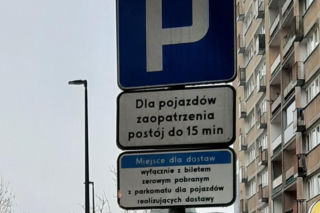 P
Dla pojazdów
zaopatrzenia
postój do 15 min
Miejsce dla dostaw
wyłącznie z biletem
zerowym pobranym
z parkomatu dla pojazdów
realizujących dostawy